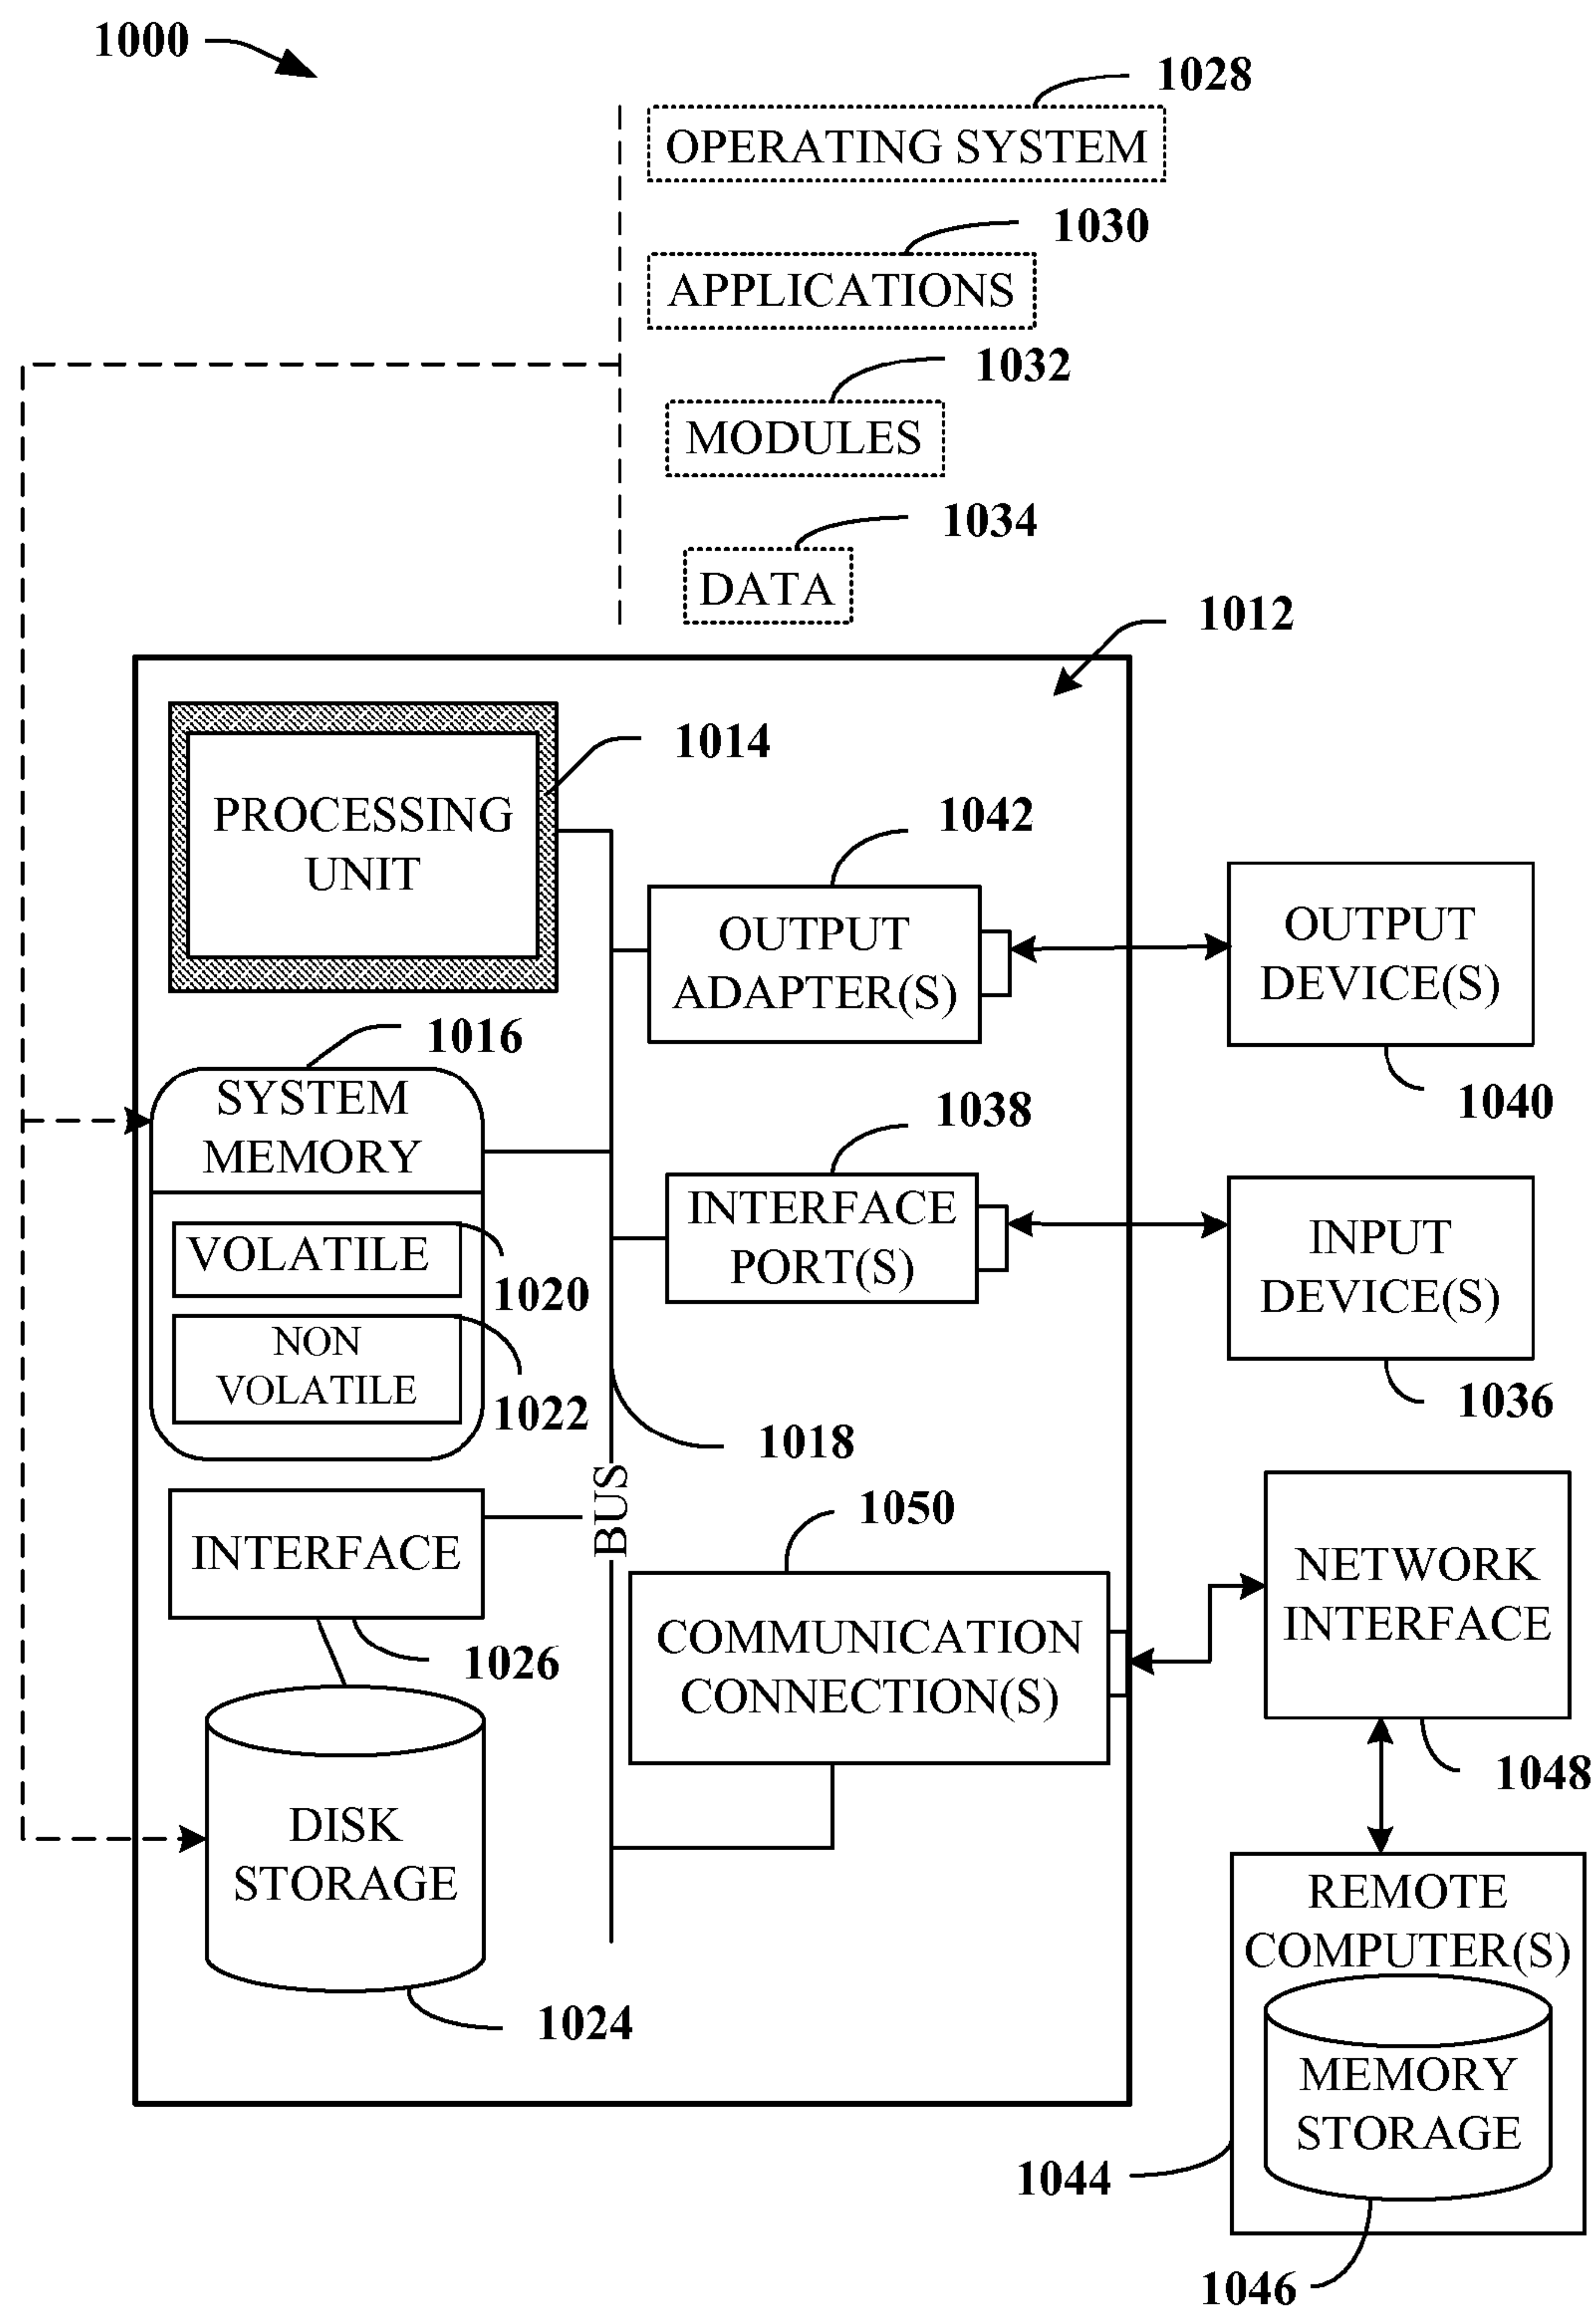 1000
1028
OPERATING SYSTEM
1030
APPLICATIONS
1032
MODULES
1034
DATA
1012
1014
PROCESSING
UNIT
1042
OUTPUT
ADAPTER(S)
OUTPUT
DEVICE(S)
1040
1016
SYSTEM
MEMORY
1038
INTERFACE
PORT(S)
INPUT
DEVICE(S)
1036
VOLATILE
1020
NON
VOLATILE
1022
1018
BUS
INTERFACE
1026
1050
COMMUNICATION
CONNECTION(S)
NETWORK
INTERFACE
1048
DISK
STORAGE
1024
REMOTE
COMPUTER(S)
MEMORY
STORAGE
1044
1046